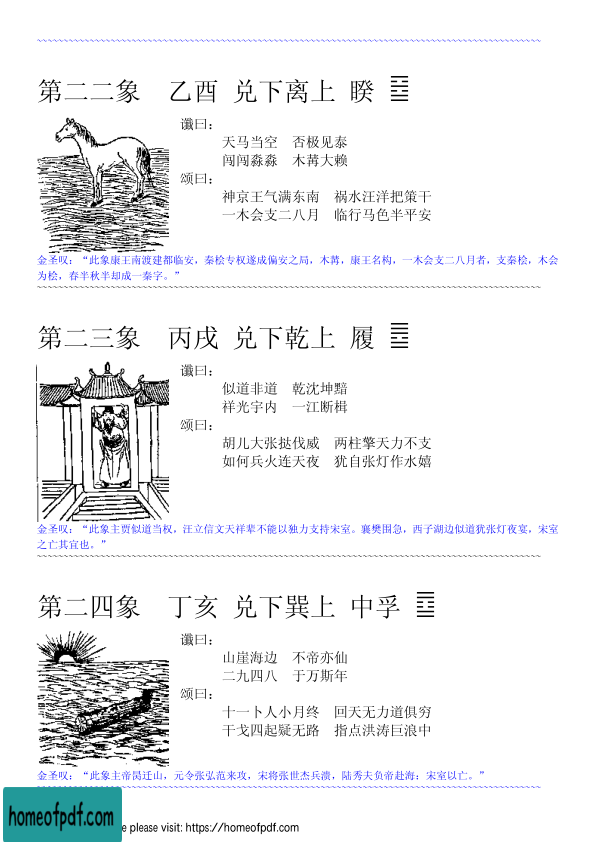 第二二象 乙酉 兑下离上 睽 ䷥
谶曰：
天马当空 否极见泰
闯闯淼淼 木冓大赖
颂曰：
神京王气满东南 祸水汪洋把策干
一木会支二八月 临行马色半平安
金圣叹：“此象康王南渡建都临安，秦桧专权遂成偏安之局，木冓，康王名构，一木会支二八月者，支秦桧，木会
为桧，春半秋半却成一秦字。”
第二三象 丙戌 兑下乾上 履 ䷉
谶曰：
似道非道 乾沈坤黯
祥光宇内 一江断楫
颂曰：
胡儿大张挞伐威 两柱擎天力不支
如何兵火连天夜 犹自张灯作水嬉
金圣叹：“此象主贾似道当权，汪立信文天祥辈不能以独力支持宋室。襄樊围急，西子湖边似道犹张灯夜宴，宋室
之亡其宜也。”
第二四象 丁亥 兑下巽上 中孚 ䷼
谶曰：
山崖海边 不帝亦仙
二九四八 于万斯年
颂曰：
十一卜人小月终 回天无力道俱穷
干戈四起疑无路 指点洪涛巨浪中
金圣叹：“此象主帝昺迁山，元令张弘范来攻，宋将张世杰兵溃，陆秀夫负帝赴海：宋室以亡。”
homeofpdf.com
e please visit: https://homeofpdf.com